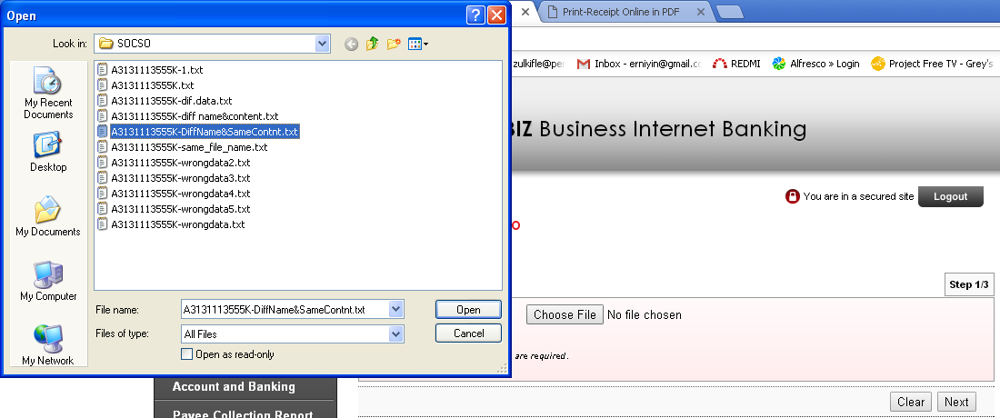 Open
Look in: SOCSO
My Recent Documents
Desktop
My Documents
My Computer
My Network
A3131113555K-1.txt
A3131113555K.txt
A3131113555K-dif.data.txt
A3131113555K-diff name&content.txt
A3131113555K-DiffName&SameContnt.txt
A3131113555K-same_file_name.txt
A3131113555K-wrongdata2.txt
A3131113555K-wrongdata3.txt
A3131113555K-wrongdata4.txt
A3131113555K-wrongdata5.txt
A3131113555K-wrongdata.txt
File name: A3131113555K-DiffName&SameContnt.txt Open
Files of type: All Files Cancel
Open as read-only
Print-Receipt Online in PDF
zulkifle@per Inbox - erniyin@gmail.cc REDMI Alfresco » Login Project Free TV - Grey's
BIZ Business Internet Banking
You are in a secured site Logout
Step 1/3
Choose File No file chosen
are required.
Clear Next
Account and Banking
Payee Collection Report